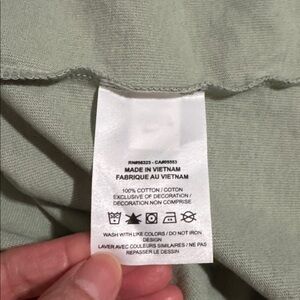 RN#56323 - CA#05553
MADE IN VIETNAM
FABRIQUE AU VIETNAM
100% COTTON / COTON
EXCLUSIVE OF DECORATION /
DÉCORATION NON COMPRISE
WASH WITH LIKE COLORS / DO NOT IRON
DESIGN
LAVER AVEC COULEURS SIMILAIRES / NE PAS
REPASSER LE DESSIN